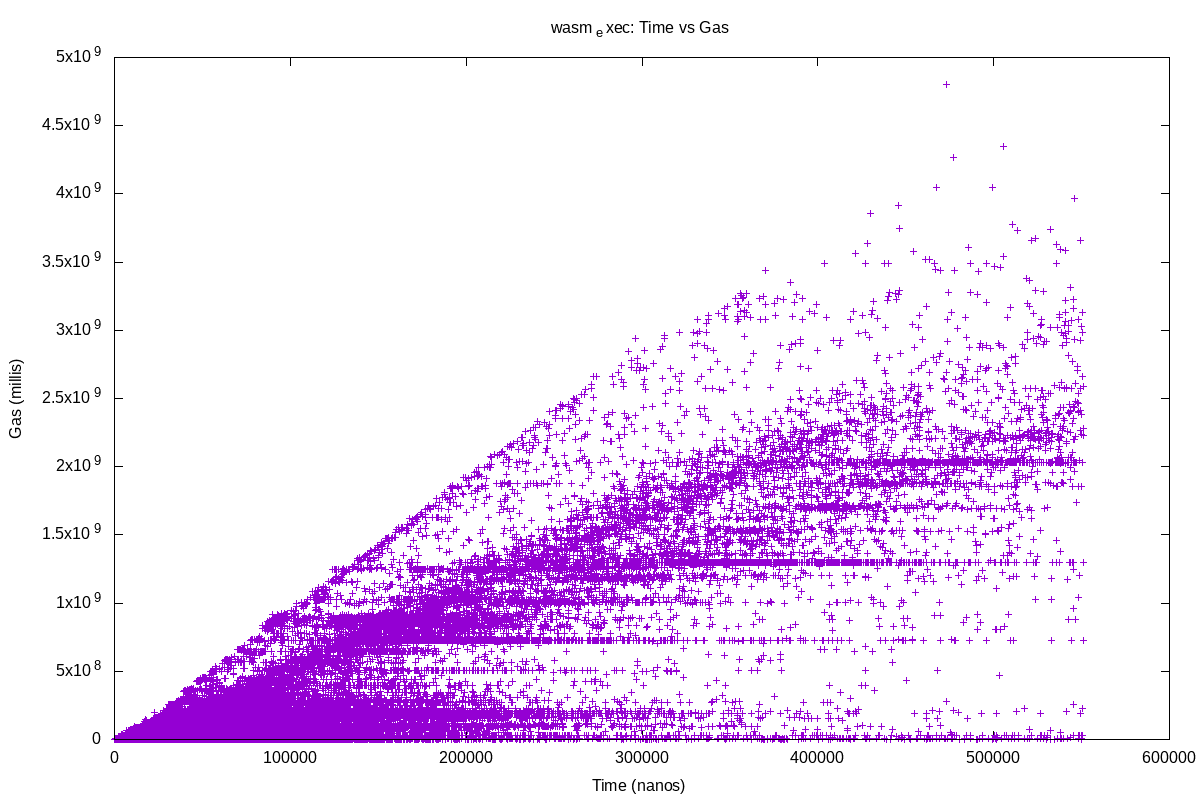 wasm exec: Time vs Gas
5x10^9
4.5x10^9
4x10^9
3.5x10^9
3x10^9
2.5x10^9
2x10^9
1.5x10^9
1x10^9
5x10^8
0
Gas (millis)
0 100000 200000 300000 400000 500000 600000
Time (nanos)